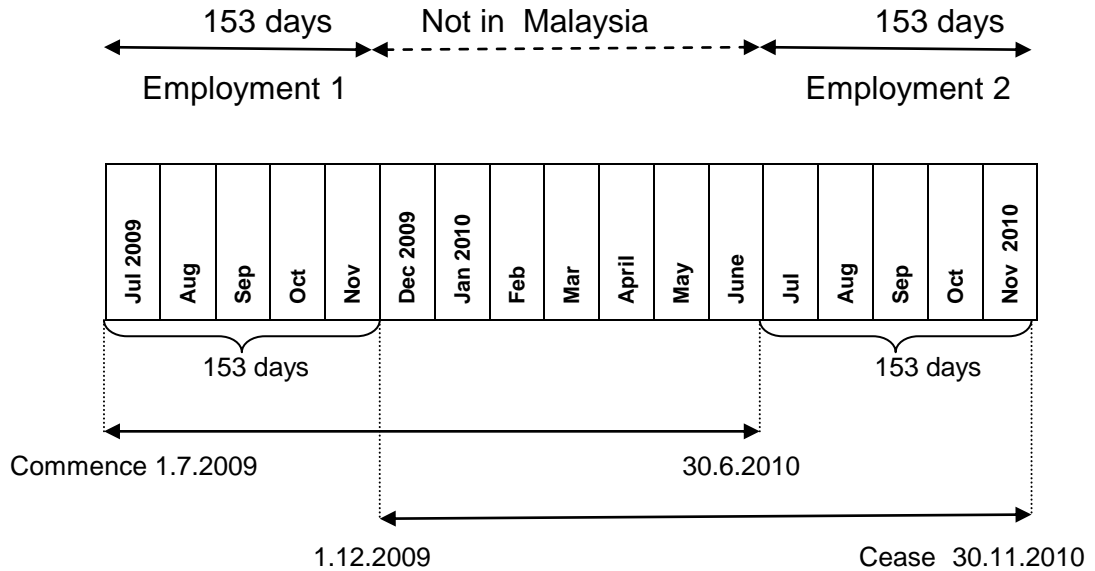 153 days Not in Malaysia 153 days
Employment 1 Employment 2
Jul 2009
Aug
Sep
Oct
Nov
Dec 2009
Jan 2010
Feb
Mar
April
May
June
Jul
Aug
Sep
Oct
Nov 2010
153 days 153 days
Commence 1.7.2009 30.6.2010
1.12.2009 Cease 30.11.2010